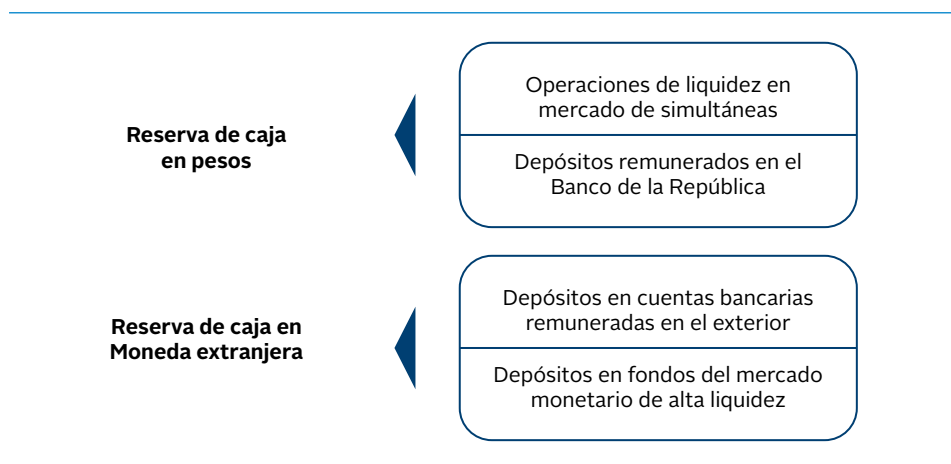 Reserva de caja
en pesos
Operaciones de liquidez en
mercado de simultáneas
Depósitos remunerados en el
Banco de la República
Reserva de caja en
Moneda extranjera
Depósitos en cuentas bancarias
remuneradas en el exterior
Depósitos en fondos del mercado
monetario de alta liquidez